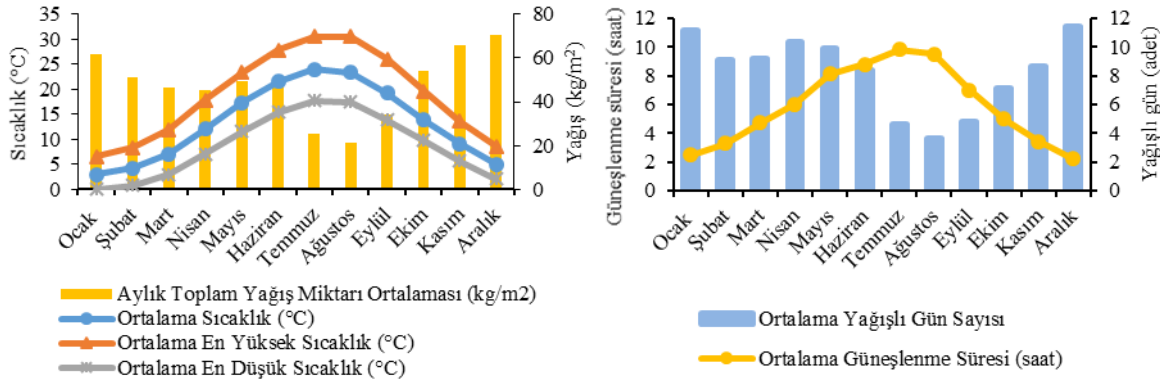 Sıcaklık (°C)
35
30
25
20
15
10
5
0
80
60
40
20
0
Yağış (kg/m²)
Ocak
Şubat
Mart
Nisan
Mayıs
Haziran
Temmuz
Ağustos
Eylül
Ekim
Kasım
Aralık
Aylık Toplam Yağış Miktarı Ortalaması (kg/m2)
Ortalama Sıcaklık (°C)
Ortalama En Yüksek Sıcaklık (°C)
Ortalama En Düşük Sıcaklık (°C)
Güneşlenme süresi (saat)
12
10
8
6
4
2
0
12
10
8
6
4
2
0
Yağışlı gün (adet)
Ocak
Şubat
Mart
Nisan
Mayıs
Haziran
Temmuz
Ağustos
Eylül
Ekim
Kasım
Aralık
Ortalama Yağışlı Gün Sayısı
Ortalama Güneşlenme Süresi (saat)